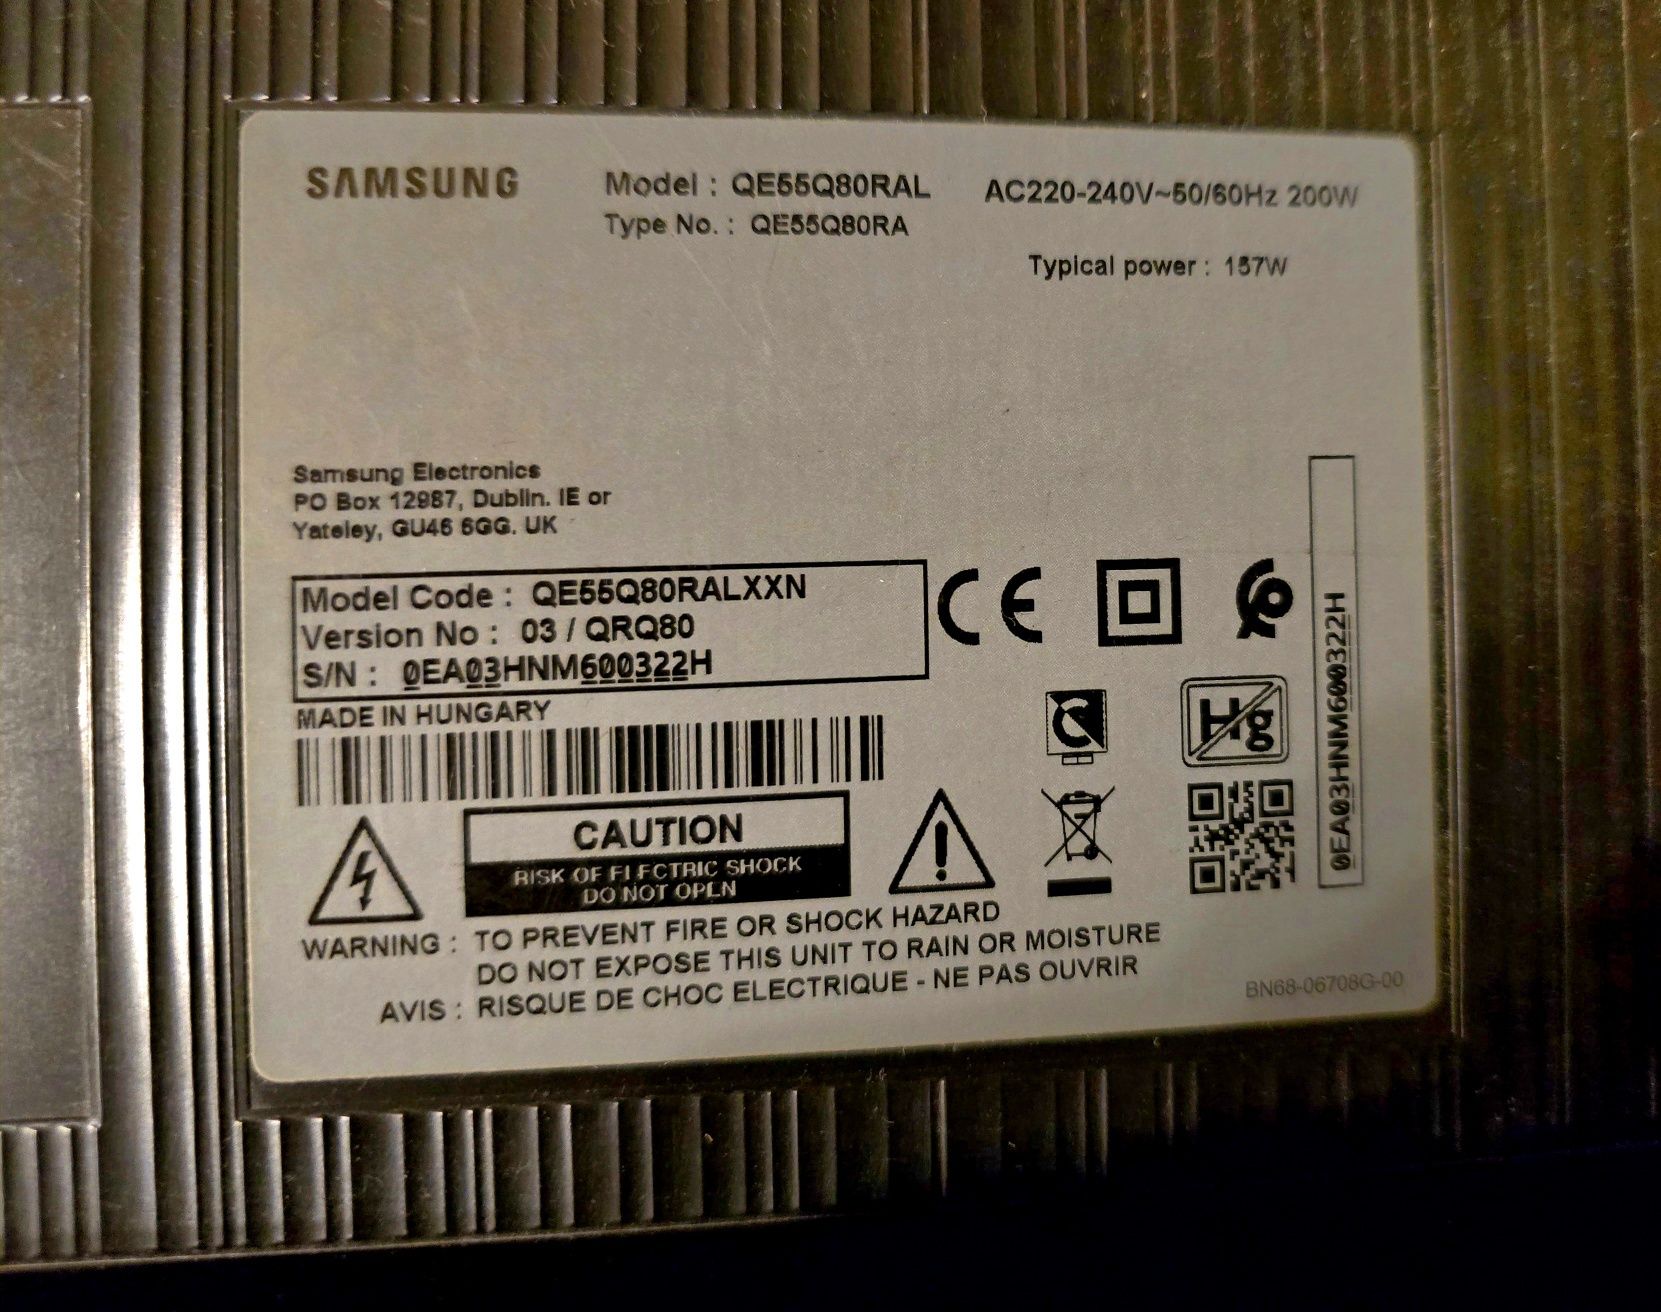 SAMSUNG
Model : QE55Q80RAL
AC220-240V~50/60Hz 200W
Type No. : QE55Q80RA
Typical power : 157W
Samsung Electronics
PO Box 12987, Dublin. IE or
Yateley, GU46 6GG. UK
Model Code : QE55Q80RALXXN
Version No : 03 / QRQ80
S/N : 0EA03HNM600322H
MADE IN HUNGARY
CE
Hg
0EA03HNM600322H
CAUTION
RISK OF ELECTRIC SHOCK
DO NOT OPEN
WARNING : TO PREVENT FIRE OR SHOCK HAZARD
DO NOT EXPOSE THIS UNIT TO RAIN OR MOISTURE
AVIS : RISQUE DE CHOC ELECTRIQUE - NE PAS OUVRIR
BN68-06708G-00